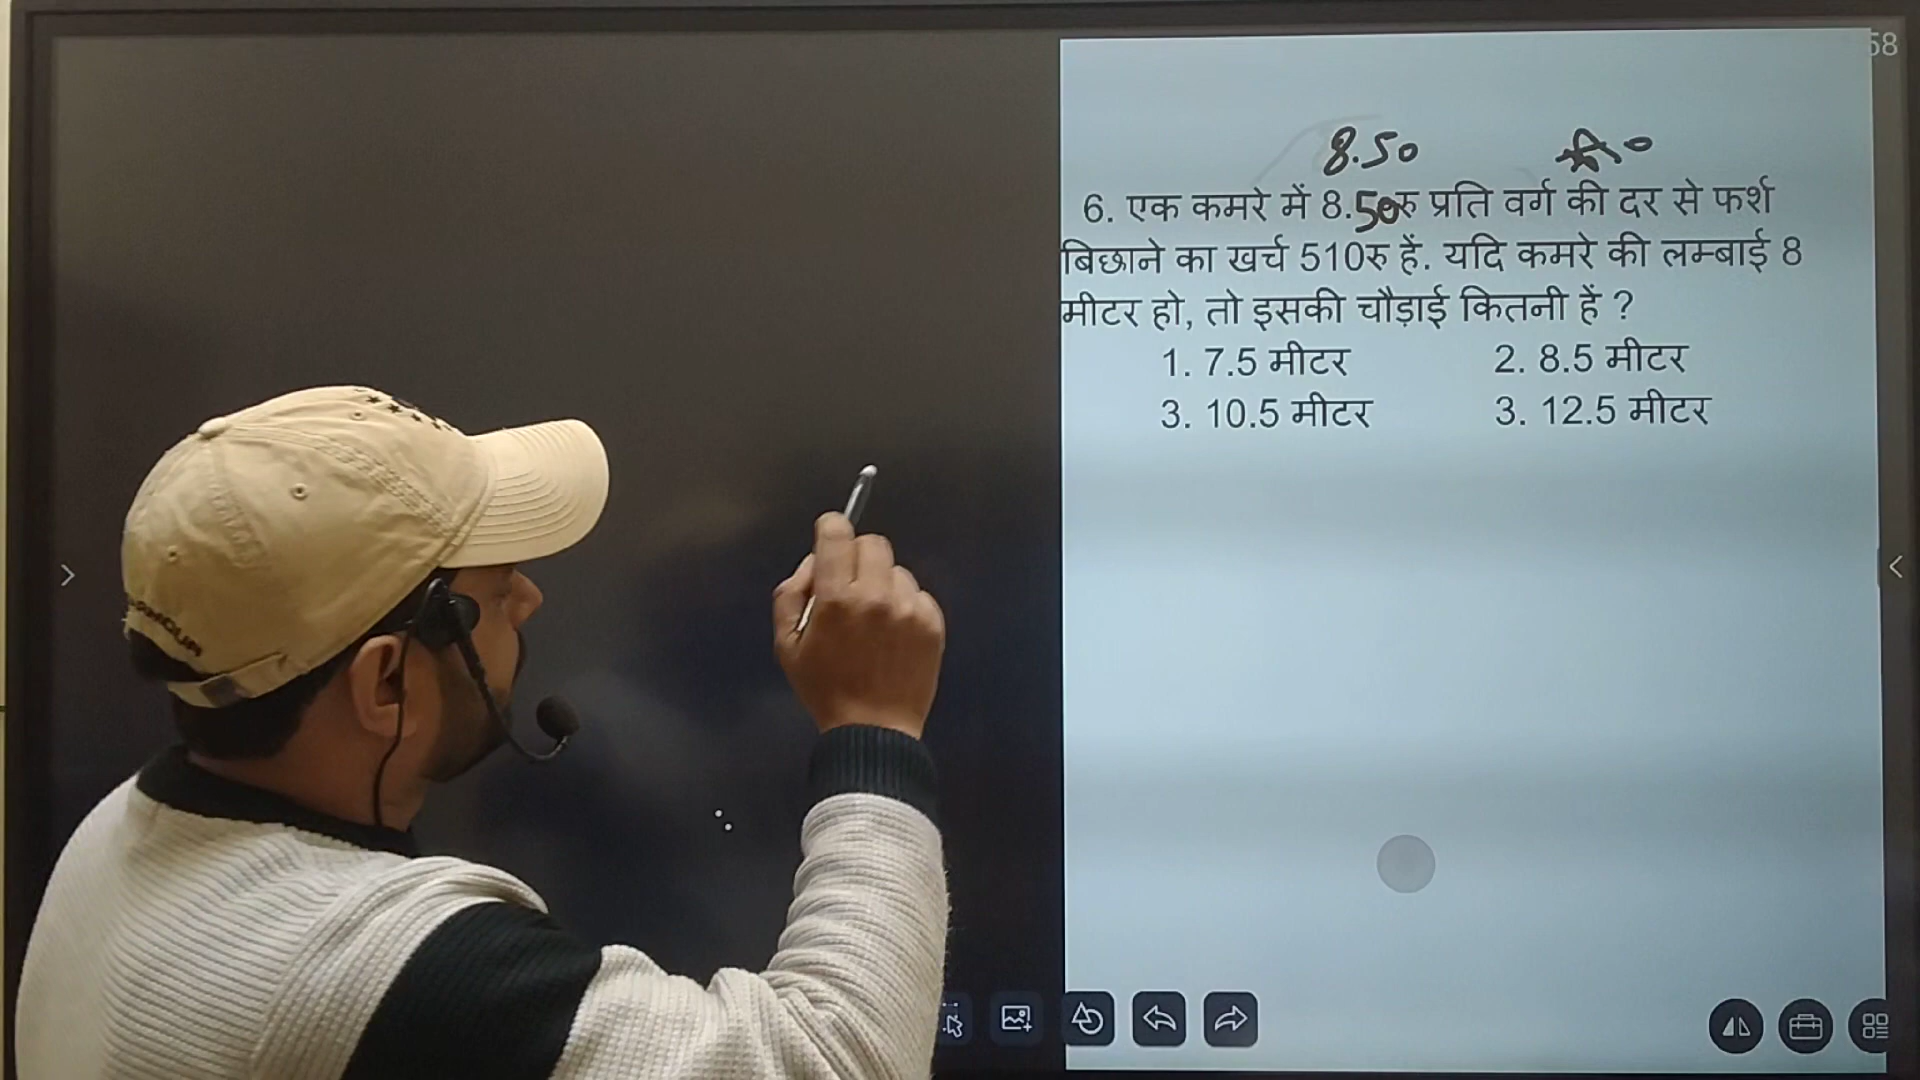 58
8.50 मी०
6. एक कमरे में 8.50रु प्रति वर्ग की दर से फर्श
बिछाने का खर्च 510रु हैं. यदि कमरे की लम्बाई 8
मीटर हो, तो इसकी चौड़ाई कितनी हैं ?
1. 7.5 मीटर 2. 8.5 मीटर
3. 10.5 मीटर 3. 12.5 मीटर